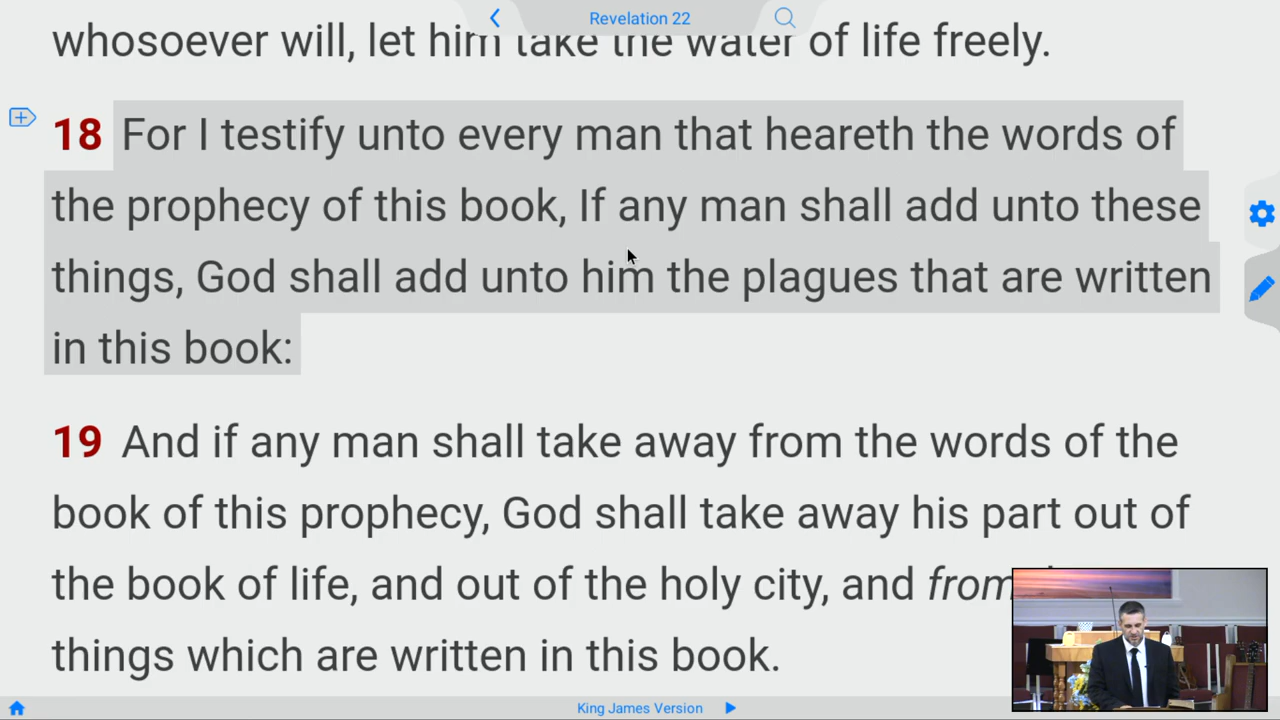 Revelation 22
whosoever will, let him take the water of life freely.
18 For I testify unto every man that heareth the words of
the prophecy of this book, If any man shall add unto these
things, God shall add unto him the plagues that are written
in this book:
19 And if any man shall take away from the words of the
book of this prophecy, God shall take away his part out of
the book of life, and out of the holy city, and from
things which are written in this book.
King James Version